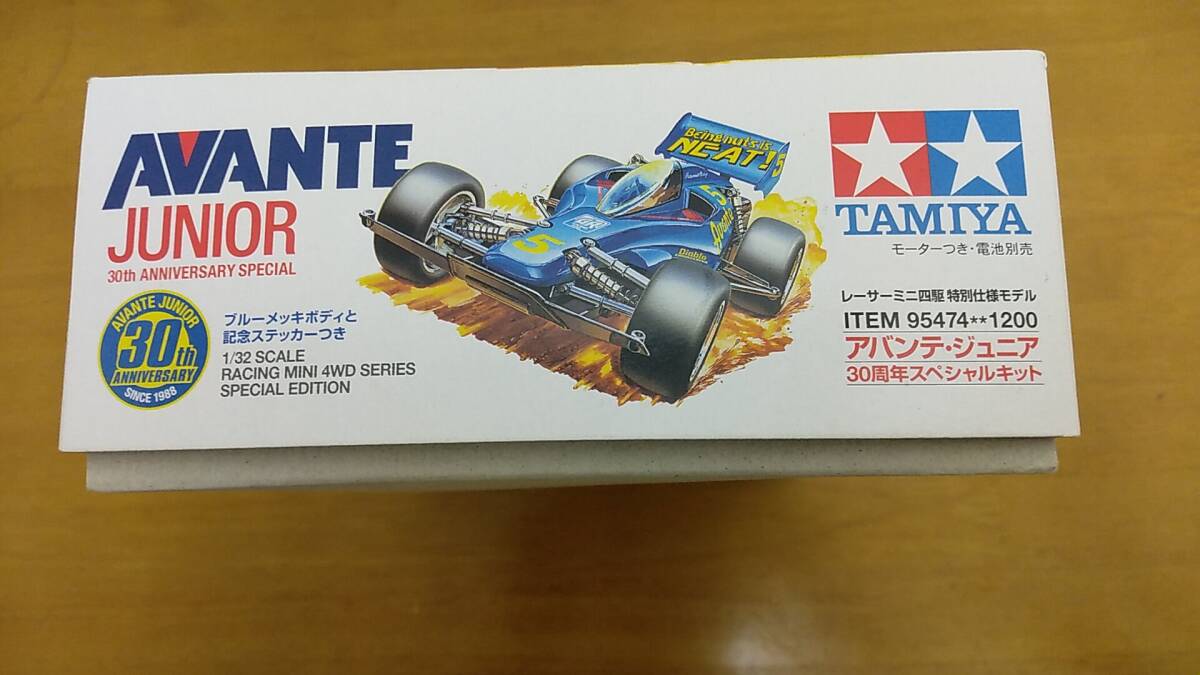 AVANTE
JUNIOR
30th ANNIVERSARY SPECIAL
AVANTE JUNIOR
30th
ANNIVERSARY
SINCE 1988
ブルーメッキボディと
記念ステッカーつき
1/32 SCALE
RACING MINI 4WD SERIES
SPECIAL EDITION
Being nuts is
NEAT!
5
5
Avante
Diablo
5
TAMIYA
モーターつき・電池別売
レーサーミニ四駆 特別仕様モデル
ITEM 95474**1200
アバンテ・ジュニア
30周年スペシャルキット